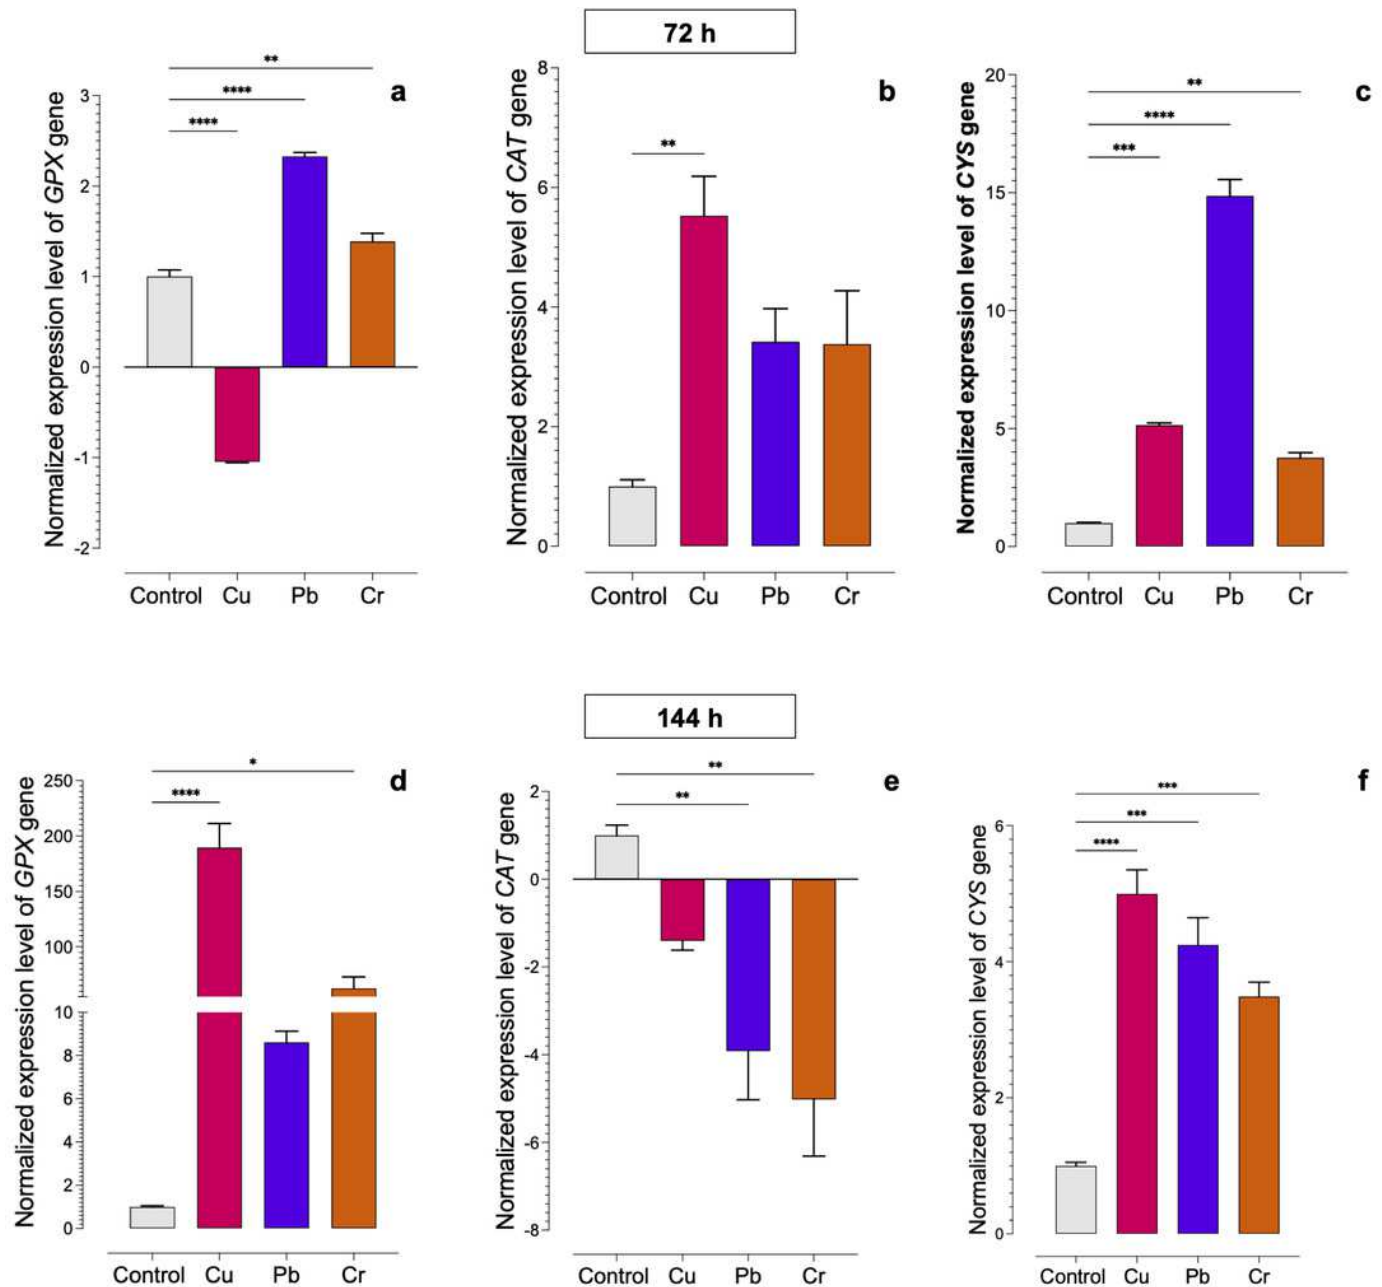 72 h
a
**
****
****
Normalized expression level of GPX gene
3
2
1
0
-1
-2
Control Cu Pb Cr
b
**
Normalized expression level of CAT gene
8
6
4
2
0
Control Cu Pb Cr
c
**
****
***
Normalized expression level of CYS gene
20
15
10
5
0
Control Cu Pb Cr
144 h
d
*
****
Normalized expression level of GPX gene
250
200
150
100
10
8
6
4
2
0
Control Cu Pb Cr
e
**
**
Normalized expression level of CAT gene
2
0
-2
-4
-6
-8
Control Cu Pb Cr
f
***
***
****
Normalized expression level of CYS gene
6
4
2
0
Control Cu Pb Cr